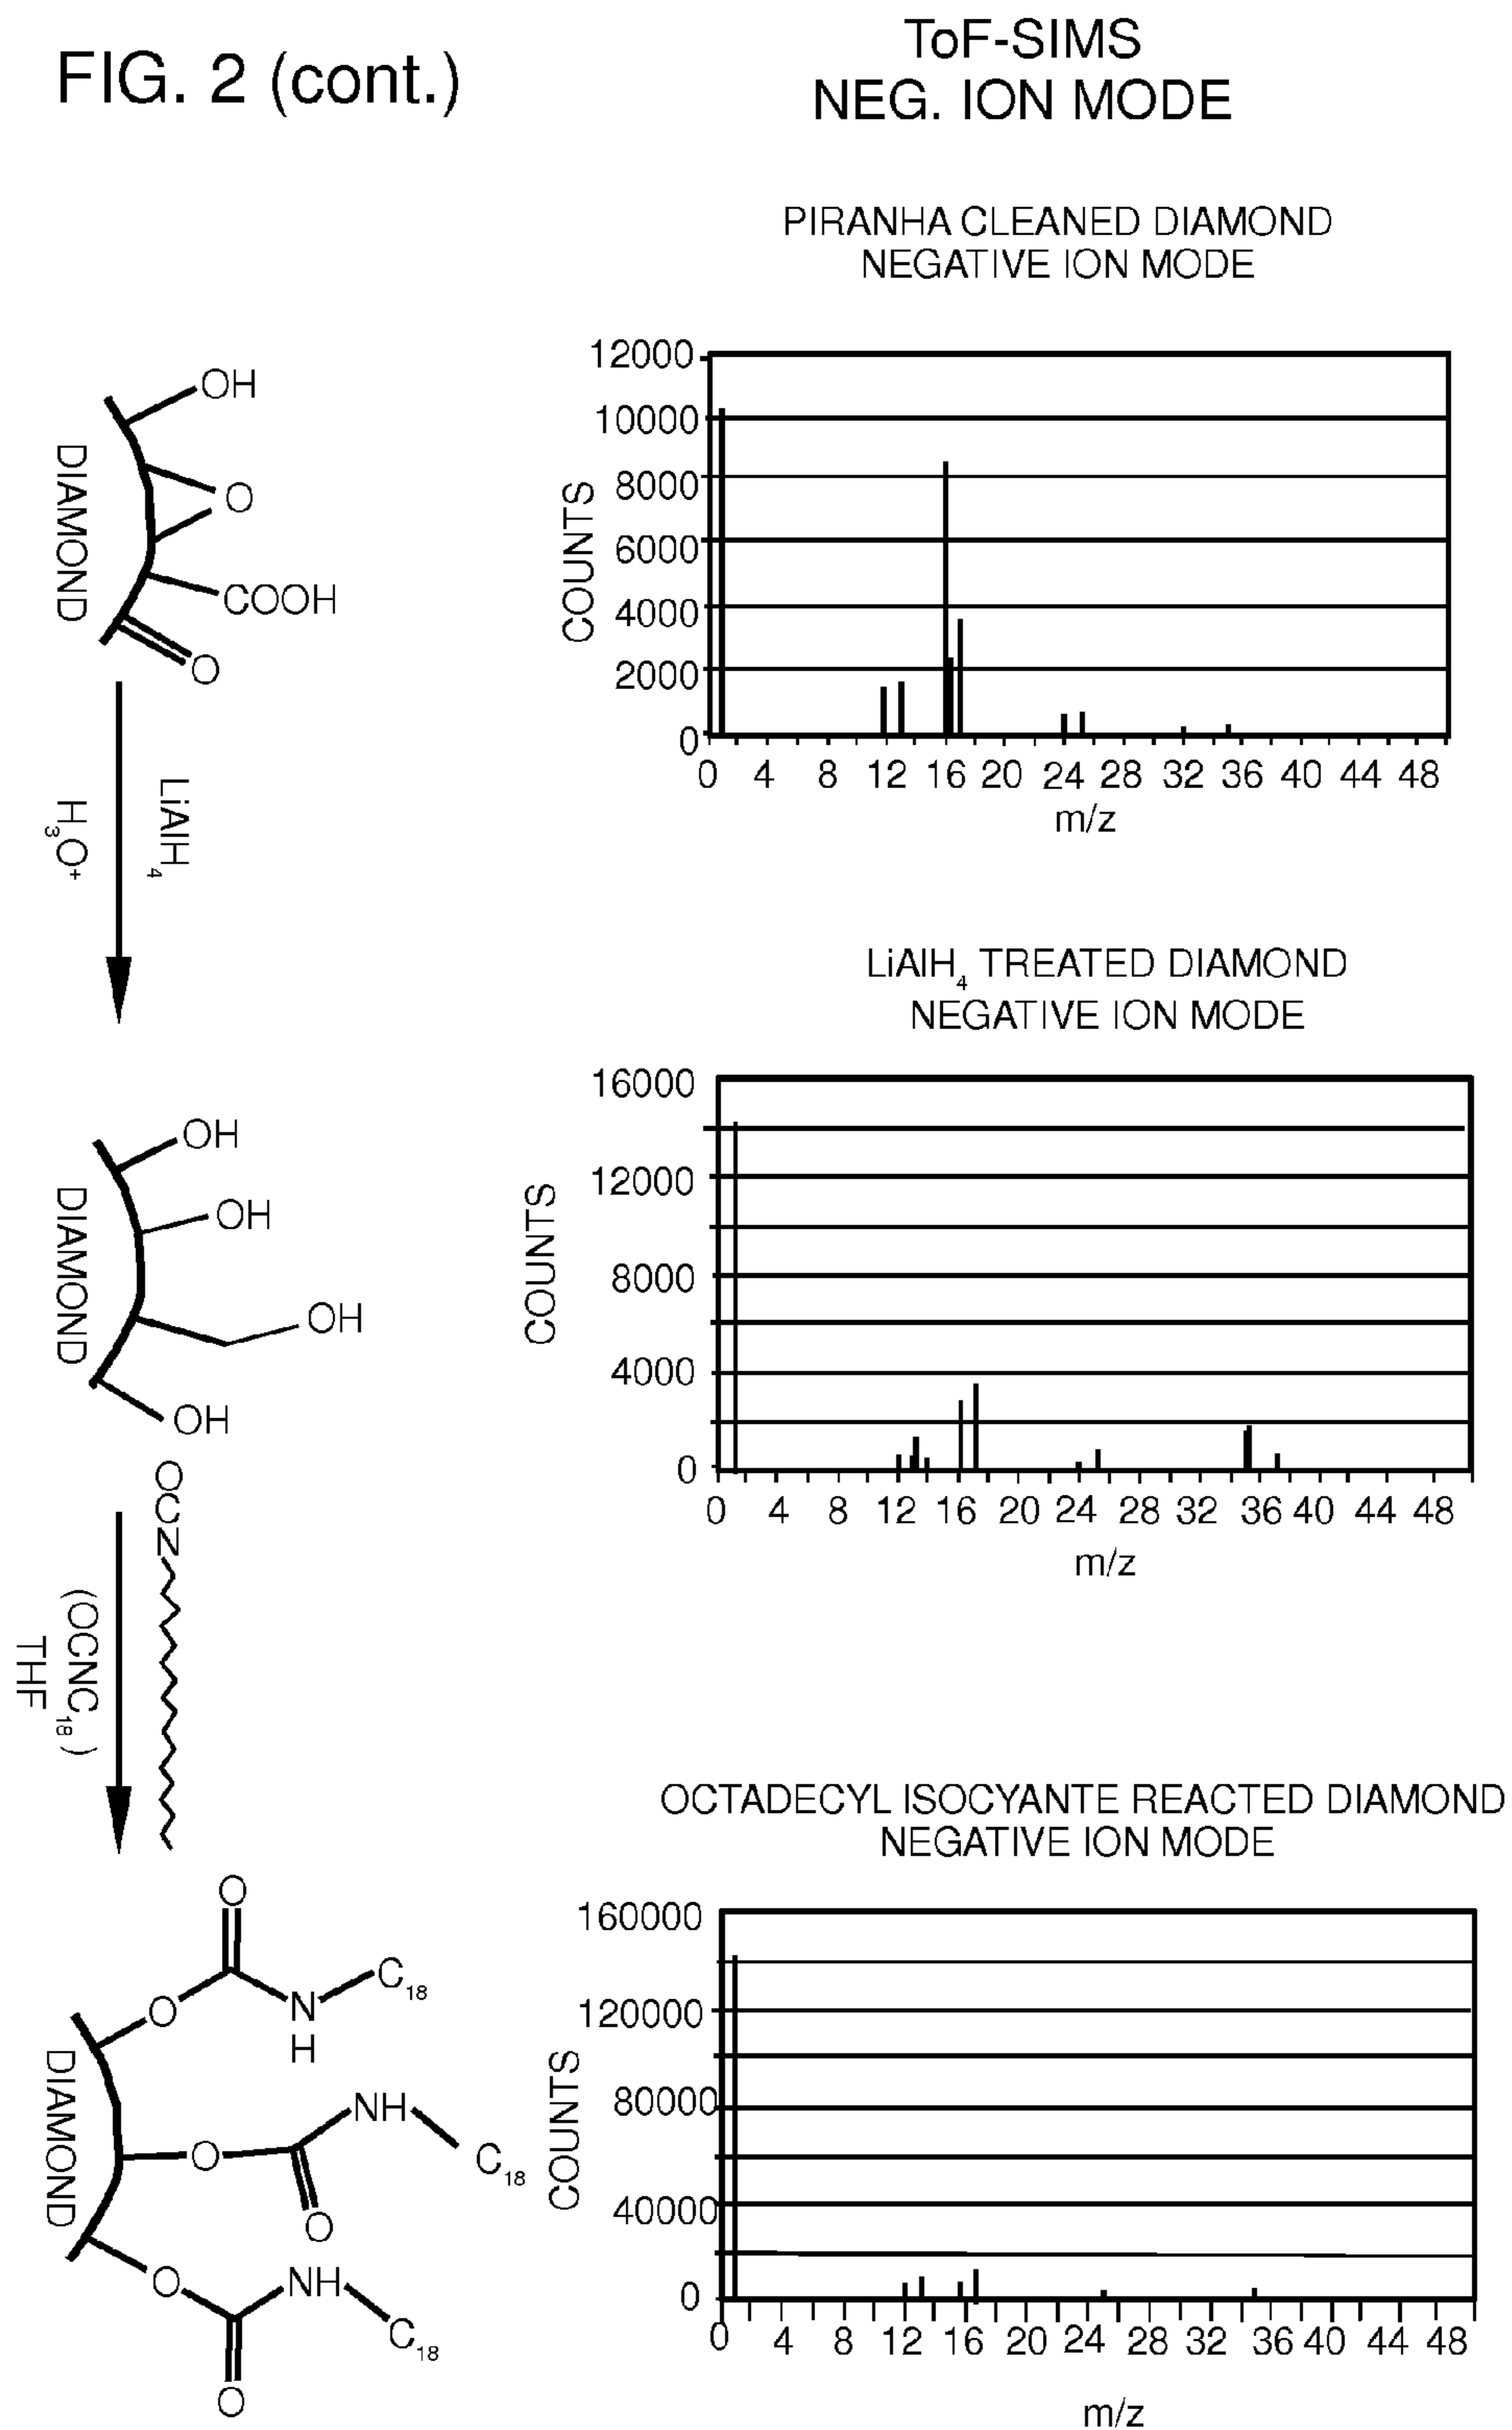 FIG. 2 (cont.)
ToF-SIMS
NEG. ION MODE
PIRANHA CLEANED DIAMOND
NEGATIVE ION MODE
OH
O
COOH
O
DIAMOND
LiAlH4
H3O+
COUNTS
12000
10000
8000
6000
4000
2000
0
0 4 8 12 16 20 24 28 32 36 40 44 48
m/z
LiAlH4 TREATED DIAMOND
NEGATIVE ION MODE
OH
OH
OH
OH
DIAMOND
OCN
(OCNC18)
THF
COUNTS
16000
12000
8000
4000
0
0 4 8 12 16 20 24 28 32 36 40 44 48
m/z
OCTADECYL ISOCYANTE REACTED DIAMOND
NEGATIVE ION MODE
O
O
N
H
C18
NH
C18
O
O
DIAMOND
O
NH
C18
O
COUNTS
160000
120000
80000
40000
0
0 4 8 12 16 20 24 28 32 36 40 44 48
m/z